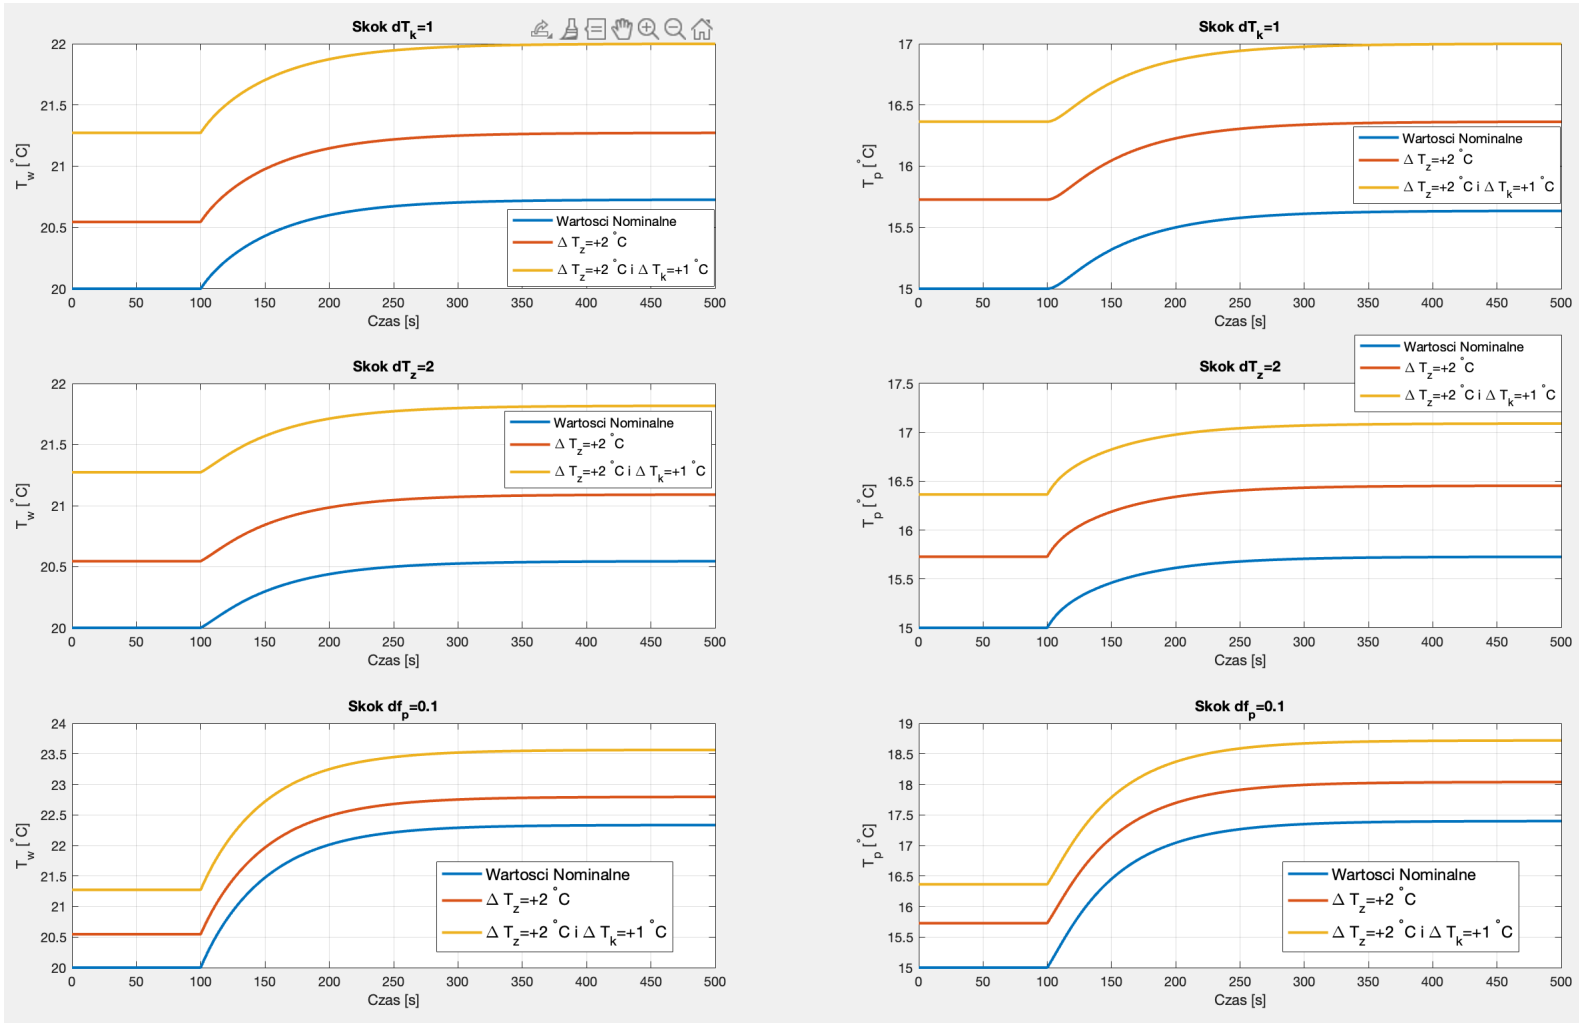 Skok dTk=1
22
21.5
21
20.5
20
Tw [°C]
Wartosci Nominalne
Δ Tz=+2 °C
Δ Tz=+2 °C i Δ Tk=+1 °C
0 50 100 150 200 250 300 350 400 450 500
Czas [s]
Skok dTk=1
17
16.5
16
15.5
15
Tp [°C]
Wartosci Nominalne
Δ Tz=+2 °C
Δ Tz=+2 °C i Δ Tk=+1 °C
0 50 100 150 200 250 300 350 400 450 500
Czas [s]
Skok dTz=2
22
21.5
21
20.5
20
Tw [°C]
Wartosci Nominalne
Δ Tz=+2 °C
Δ Tz=+2 °C i Δ Tk=+1 °C
0 50 100 150 200 250 300 350 400 450 500
Czas [s]
Skok dTz=2
17.5
17
16.5
16
15.5
15
Tp [°C]
Wartosci Nominalne
Δ Tz=+2 °C
Δ Tz=+2 °C i Δ Tk=+1 °C
0 50 100 150 200 250 300 350 400 450 500
Czas [s]
Skok dfp=0.1
24
23.5
23
22.5
22
21.5
21
20.5
20
Tw [°C]
Wartosci Nominalne
Δ Tz=+2 °C
Δ Tz=+2 °C i Δ Tk=+1 °C
0 50 100 150 200 250 300 350 400 450 500
Czas [s]
Skok dfp=0.1
19
18.5
18
17.5
17
16.5
16
15.5
15
Tp [°C]
Wartosci Nominalne
Δ Tz=+2 °C
Δ Tz=+2 °C i Δ Tk=+1 °C
0 50 100 150 200 250 300 350 400 450 500
Czas [s]